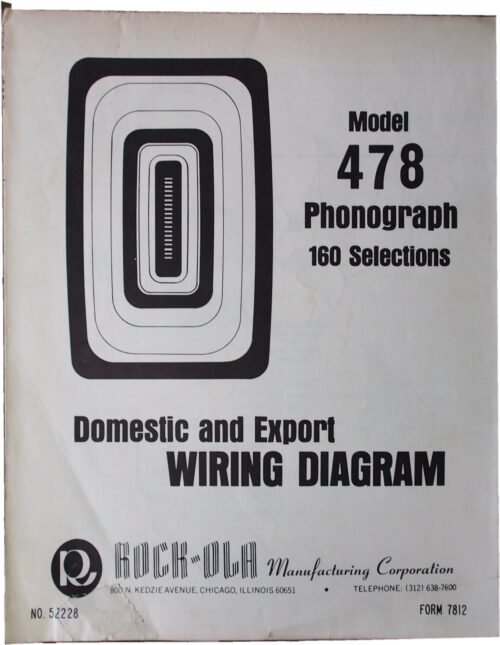 Model
478
Phonograph
160 Selections
Domestic and Export
WIRING DIAGRAM
R
ROCK-OLA Manufacturing Corporation
800 N. KEDZIE AVENUE, CHICAGO, ILLINOIS 60651 • TELEPHONE: (312) 638-7600
NO. 52228 FORM 7812